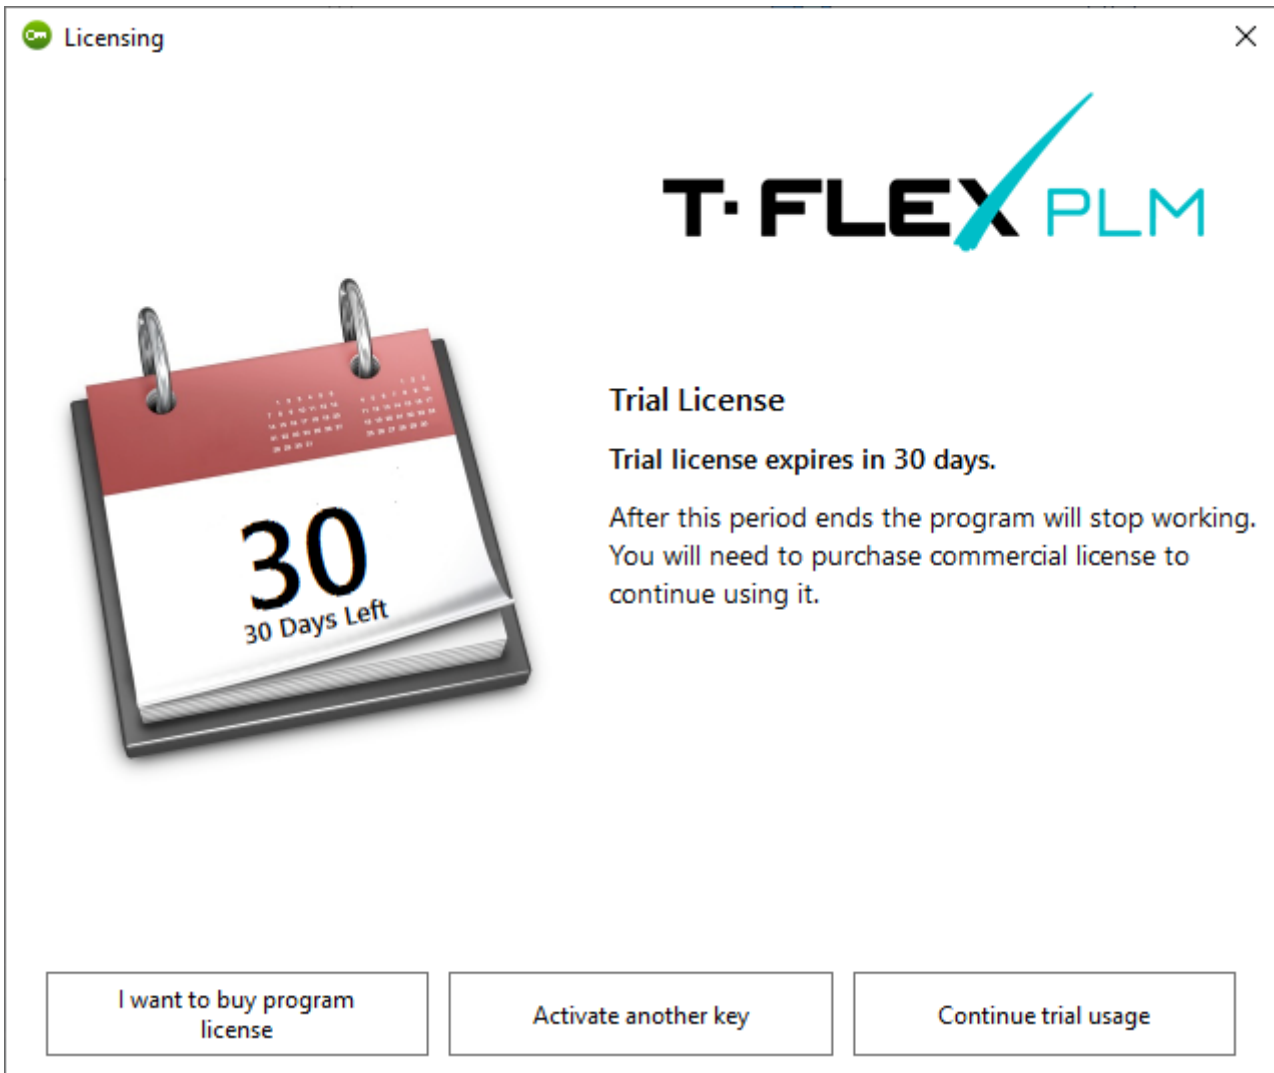 Licensing
T·FLEX PLM
30
30 Days Left
Trial License
Trial license expires in 30 days.
After this period ends the program will stop working.
You will need to purchase commercial license to
continue using it.
I want to buy program
license
Activate another key
Continue trial usage